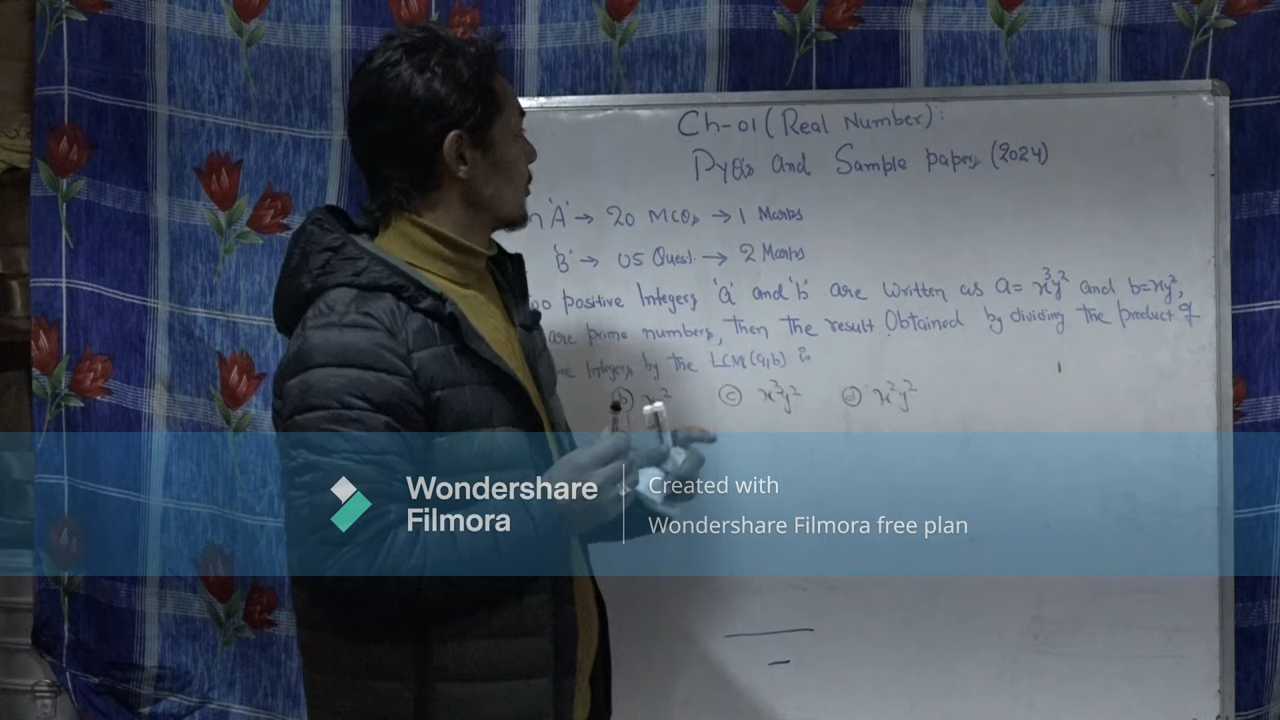 Ch-01 (Real Number):
PYQs and Sample papers (2024)
'A' → 20 MCQs → 1 Marks
'B' → 05 Quest. → 2 Marks
positive Integers 'a' and 'b' are written as a = x³y² and b = xy³,
are prime numbers, then the result Obtained by dividing the product of
Integers by the LCM(a,b) is
(b) (c) x³y² (d) x²y²
Wondershare
Filmora
Created with
Wondershare Filmora free plan